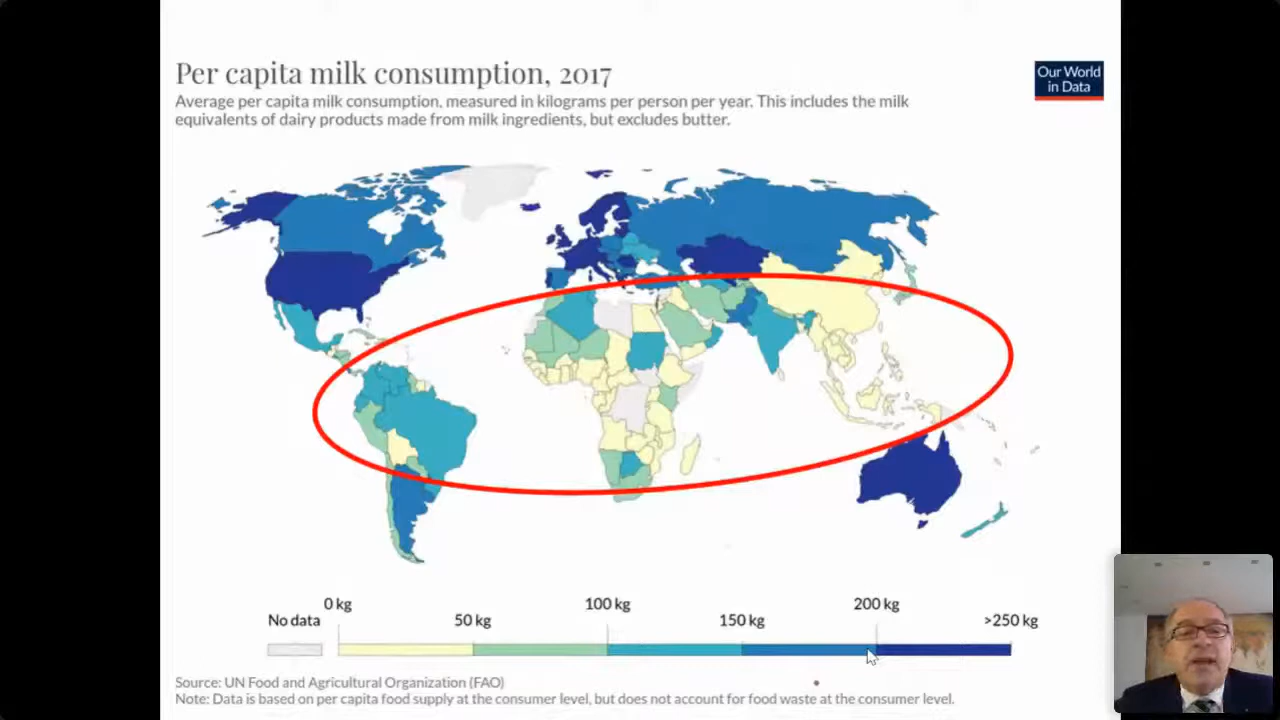 Per capita milk consumption, 2017
Our World
in Data
Average per capita milk consumption, measured in kilograms per person per year. This includes the milk
equivalents of dairy products made from milk ingredients, but excludes butter.
0 kg
100 kg
200 kg
No data
50 kg
150 kg
>250 kg
Source: UN Food and Agricultural Organization (FAO)
Note: Data is based on per capita food supply at the consumer level, but does not account for food waste at the consumer level.